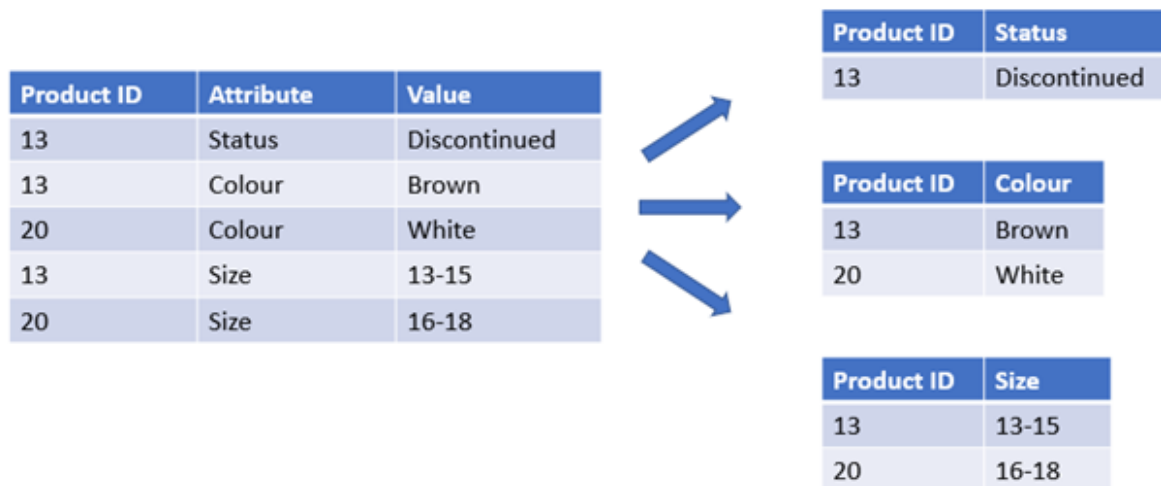 Product ID Attribute Value
13 Status Discontinued
13 Colour Brown
20 Colour White
13 Size 13-15
20 Size 16-18
Product ID Status
13 Discontinued
Product ID Colour
13 Brown
20 White
Product ID Size
13 13-15
20 16-18